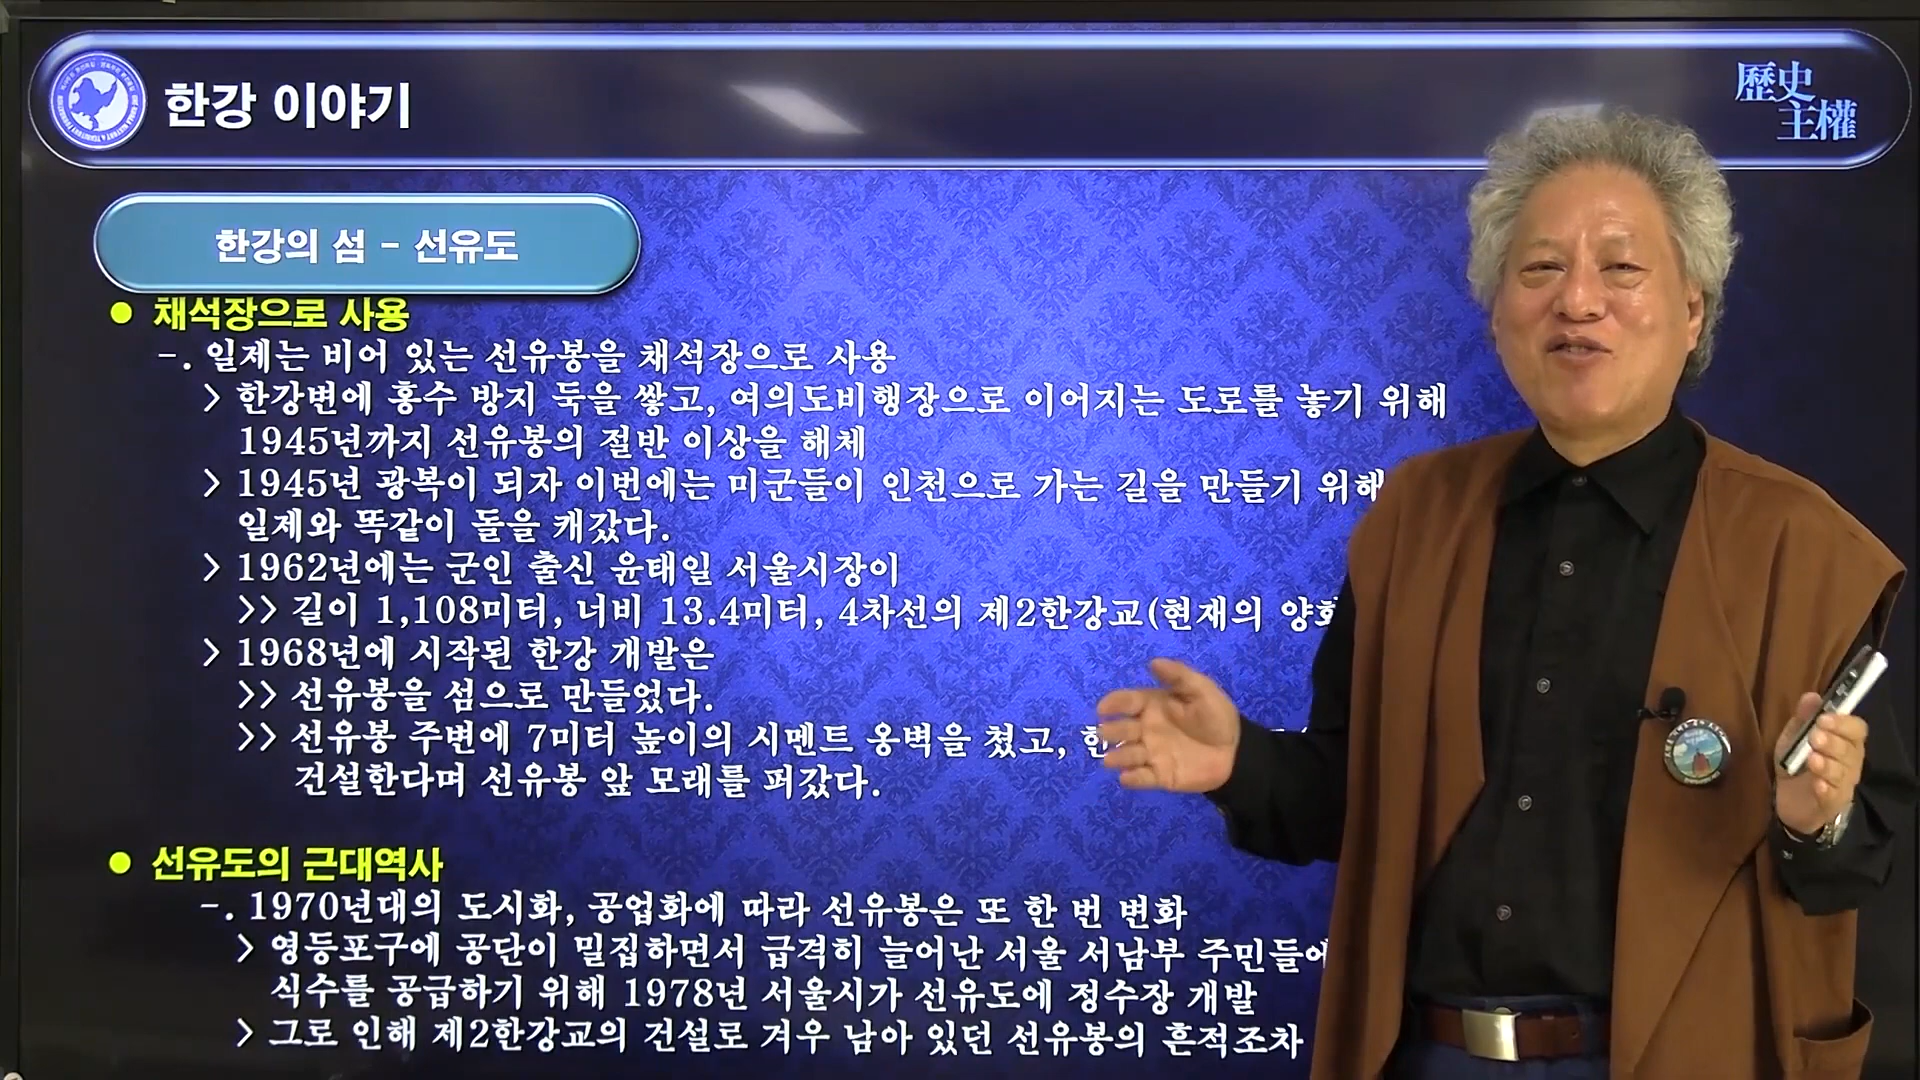 한강 이야기
歷史
主權
한강의 섬 - 선유도
● 채석장으로 사용
-. 일제는 비어 있는 선유봉을 채석장으로 사용
> 한강변에 홍수 방지 둑을 쌓고, 여의도비행장으로 이어지는 도로를 놓기 위해
1945년까지 선유봉의 절반 이상을 해체
> 1945년 광복이 되자 이번에는 미군들이 인천으로 가는 길을 만들기 위해
일제와 똑같이 돌을 캐갔다.
> 1962년에는 군인 출신 윤태일 서울시장이
>> 길이 1,108미터, 너비 13.4미터, 4차선의 제2한강교(현재의
> 1968년에 시작된 한강 개발은
>> 선유봉을 섬으로 만들었다.
>> 선유봉 주변에 7미터 높이의 시멘트 옹벽을 쳤고,
건설한다며 선유봉 앞 모래를 퍼갔다.
● 선유도의 근대역사
-. 1970년대의 도시화, 공업화에 따라 선유봉은 또 한 번 변화
> 영등포구에 공단이 밀집하면서 급격히 늘어난 서울 서남부 주민들에
식수를 공급하기 위해 1978년 서울시가 선유도에 정수장 개발
> 그로 인해 제2한강교의 건설로 겨우 남아 있던 선유봉의 흔적조차